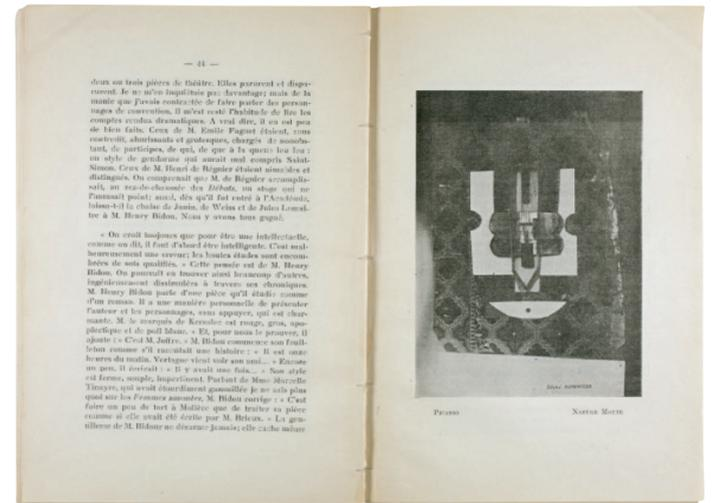 — 44 —
deux ou trois pièces de théâtre. Elles parurent et dispa-
rurent. Je ne m'en inquiétais pas davantage; mais de la
manie que j'avais contractée de faire parler des person-
nages de convention, il m'est resté l'habitude de lire les
comptes rendus dramatiques. A vrai dire, il en est peu
de bien faits. Ceux de M. Emile Faguet étaient, sans
contredit, ahurissants et grotesques, chargés de nonobs-
tant, de participes, de qui, de que à la queue leu leu :
un style de gendarme qui aurait mal compris Saint-
Simon. Ceux de M. Henri de Régnier étaient aimables et
distingués. On comprenait que M. de Régnier accomplis-
sait, au rez-de-chaussée des Débats, un stage qui ne
l'amusait point; aussi, dès qu'il fut entré à l'Académie,
laissa-t-il la chaise de Janin, de Weiss et de Jules Lemaî-
tre à M. Henry Bidou. Nous y avons tous gagné.
« On croit toujours que pour être une intellectuelle,
comme on dit, il faut d'abord être intelligente. C'est mal-
heureusement une erreur; les hautes études sont encom-
brées de sots qualifiés. » Cette pensée est de M. Henry
Bidou. On pourrait en trouver ainsi beaucoup d'autres,
ingénieusement dissimulées à travers ses chroniques.
M. Henry Bidou parle d'une pièce qu'il étudie comme
d'un roman. Il a une manière personnelle de présenter
l'auteur et les personnages, sans appuyer, qui est char-
mante. M. le marquis de est rouge, gros, apo-
plectique et de poil blanc. » Et, pour nous le prouver, il
ajoute : « C'est M. Joffre. » M. Bidou commence son feuil-
leton comme s'il racontait une histoire : « Il est onze
heures du matin. Vertague vient voir son ami... » Encore
un peu, il écrirait : « Il y avait une fois... » Son style
est ferme, souple, impertinent. Parlant de Mme Marcelle
Tinayre, qui avait étourdiment gasouillé je ne sais plus
quoi sur les Femmes savantes, M. Bidou corrige : « C'est
faire un peu de tort à Molière que de traiter sa pièce
comme si elle avait été écrite par M. Brieux. » La gen-
tillesse de M. Bidou ne désarme jamais; elle cache même
Picasso
Nature Morte